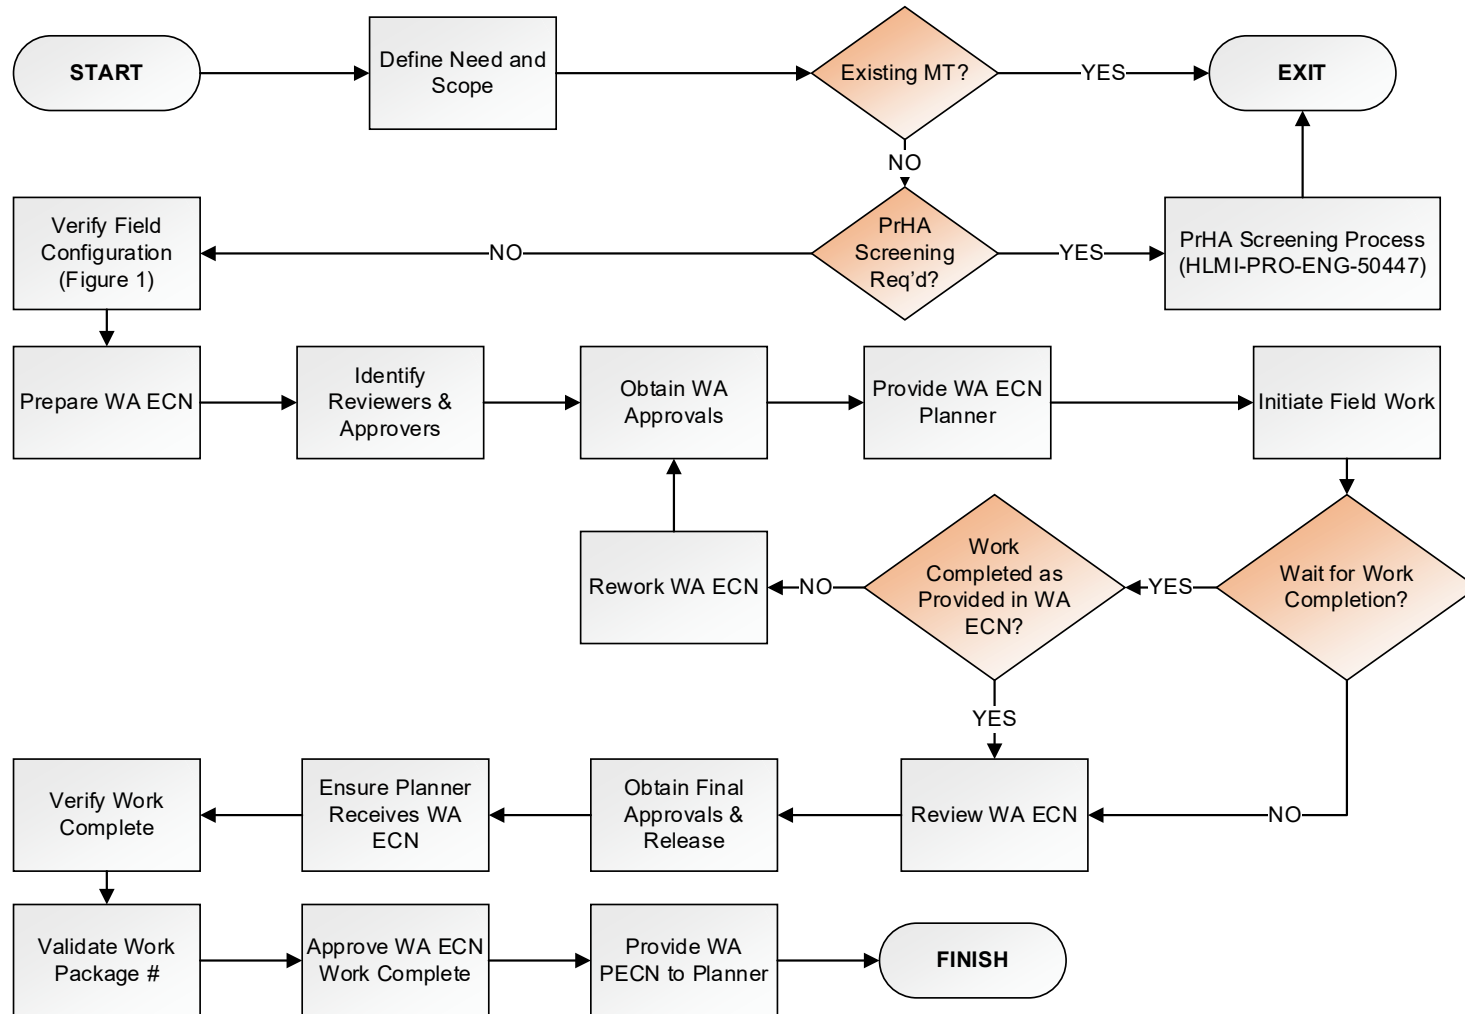 START
Define Need and
Scope
Existing MT?
YES
EXIT
NO
Verify Field
Configuration
(Figure 1)
NO
PrHA
Screening
Req’d?
YES
PrHA Screening Process
(HLMI-PRO-ENG-50447)
Prepare WA ECN
Identify
Reviewers &
Approvers
Obtain WA
Approvals
Provide WA ECN
Planner
Initiate Field Work
Rework WA ECN
NO
Work
Completed as
Provided in WA
ECN?
YES
Wait for Work
Completion?
YES
Verify Work
Complete
Ensure Planner
Receives WA
ECN
Obtain Final
Approvals &
Release
Review WA ECN
NO
Validate Work
Package #
Approve WA ECN
Work Complete
Provide WA
PECN to Planner
FINISH